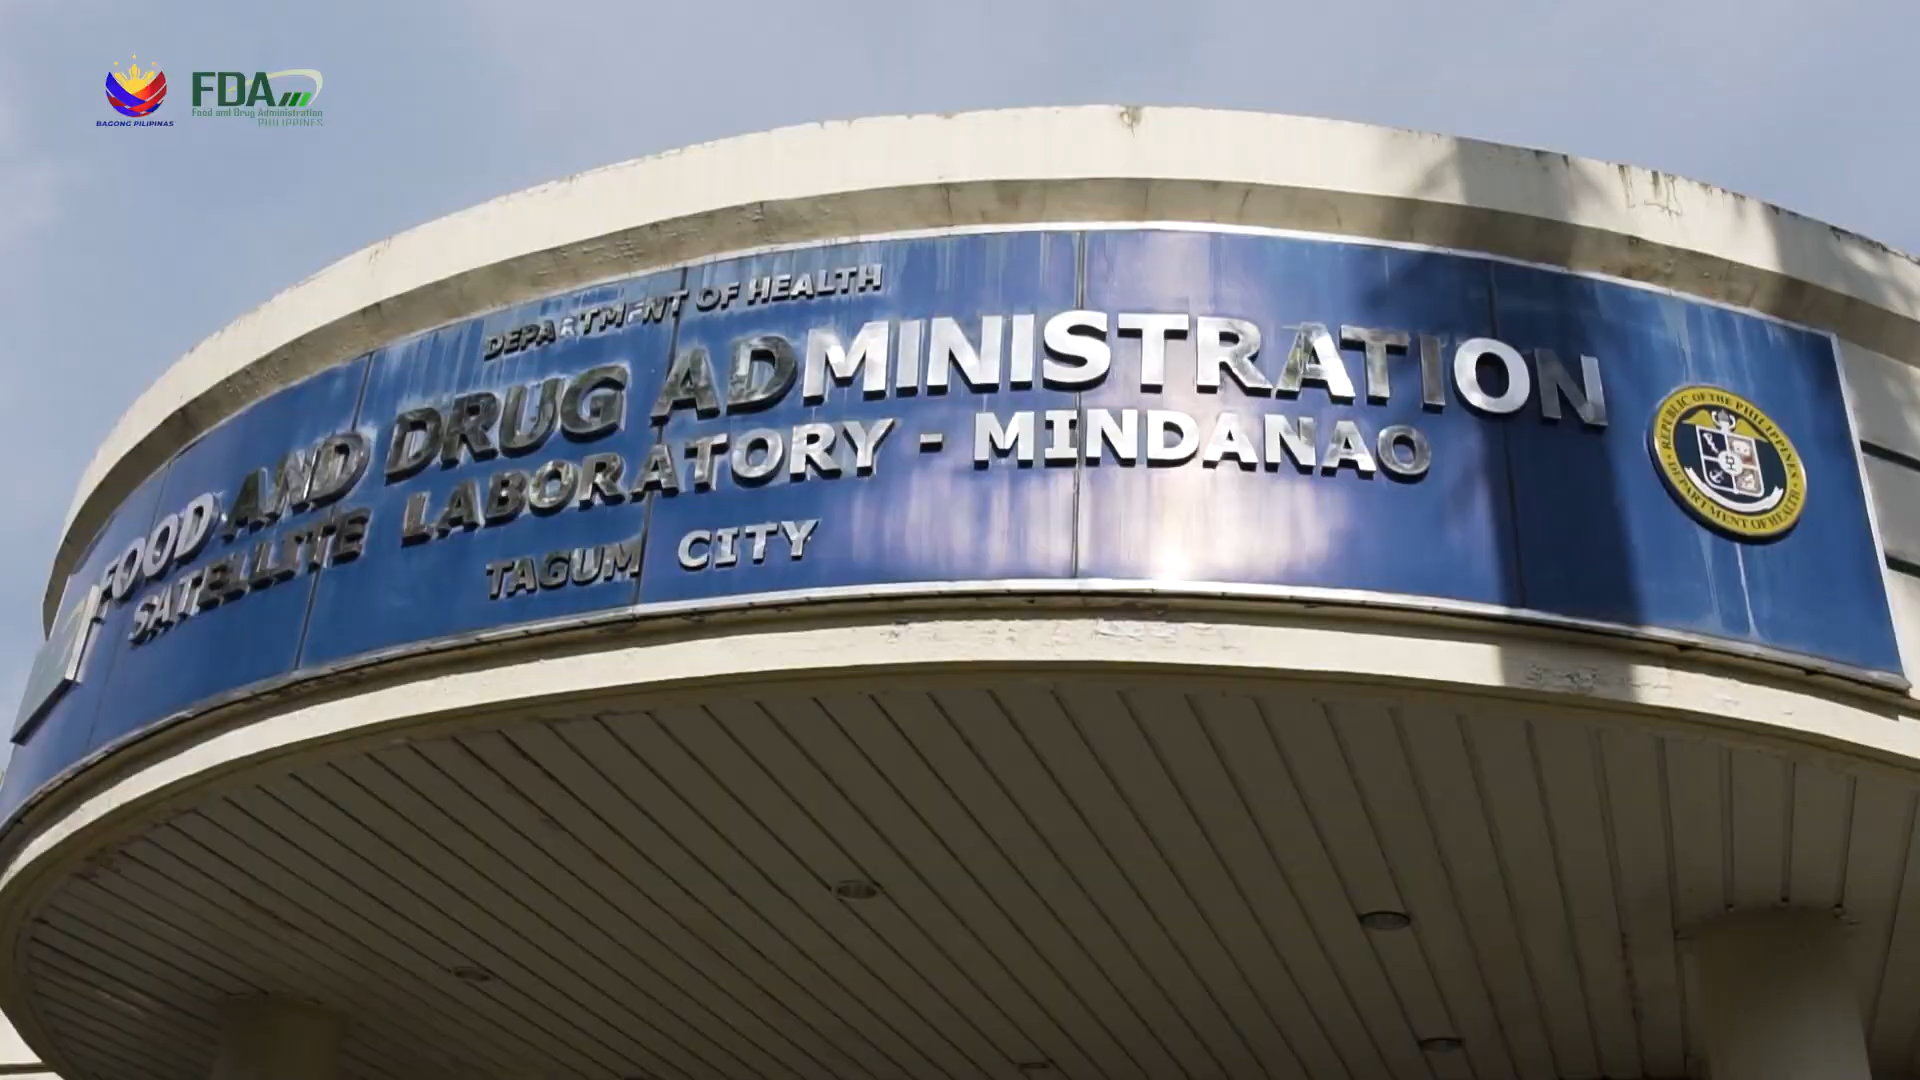 BAGONG PILIPINAS
FDA
Food and Drug Administration
PHILIPPINES
DEPARTMENT OF HEALTH
FOOD AND DRUG ADMINISTRATION
SATELLITE LABORATORY - MINDANAO
TAGUM CITY
REPUBLIC OF THE PHILIPPINES
DEPARTMENT OF HEALTH